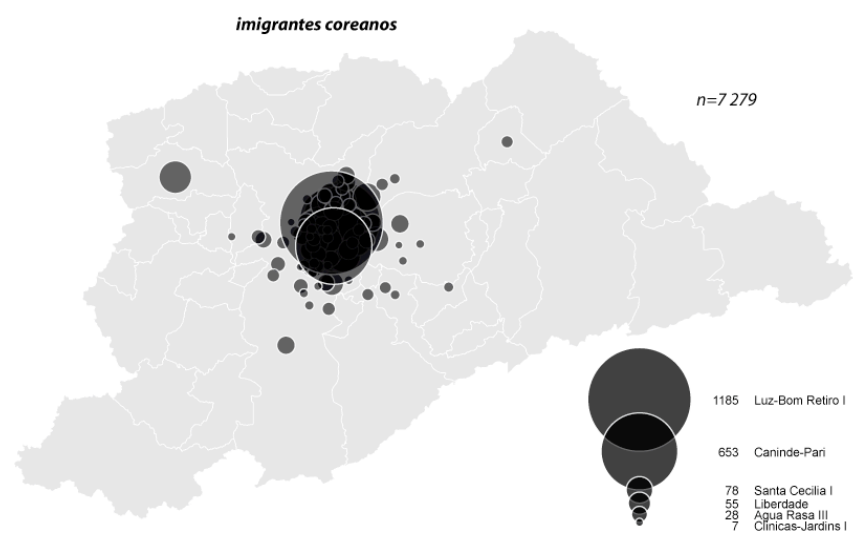 imigrantes coreanos
n=7 279
1185 Luz-Bom Retiro I
653 Caninde-Pari
78 Santa Cecilia I
55 Liberdade
28 Agua Rasa III
7 Clinicas-Jardins I